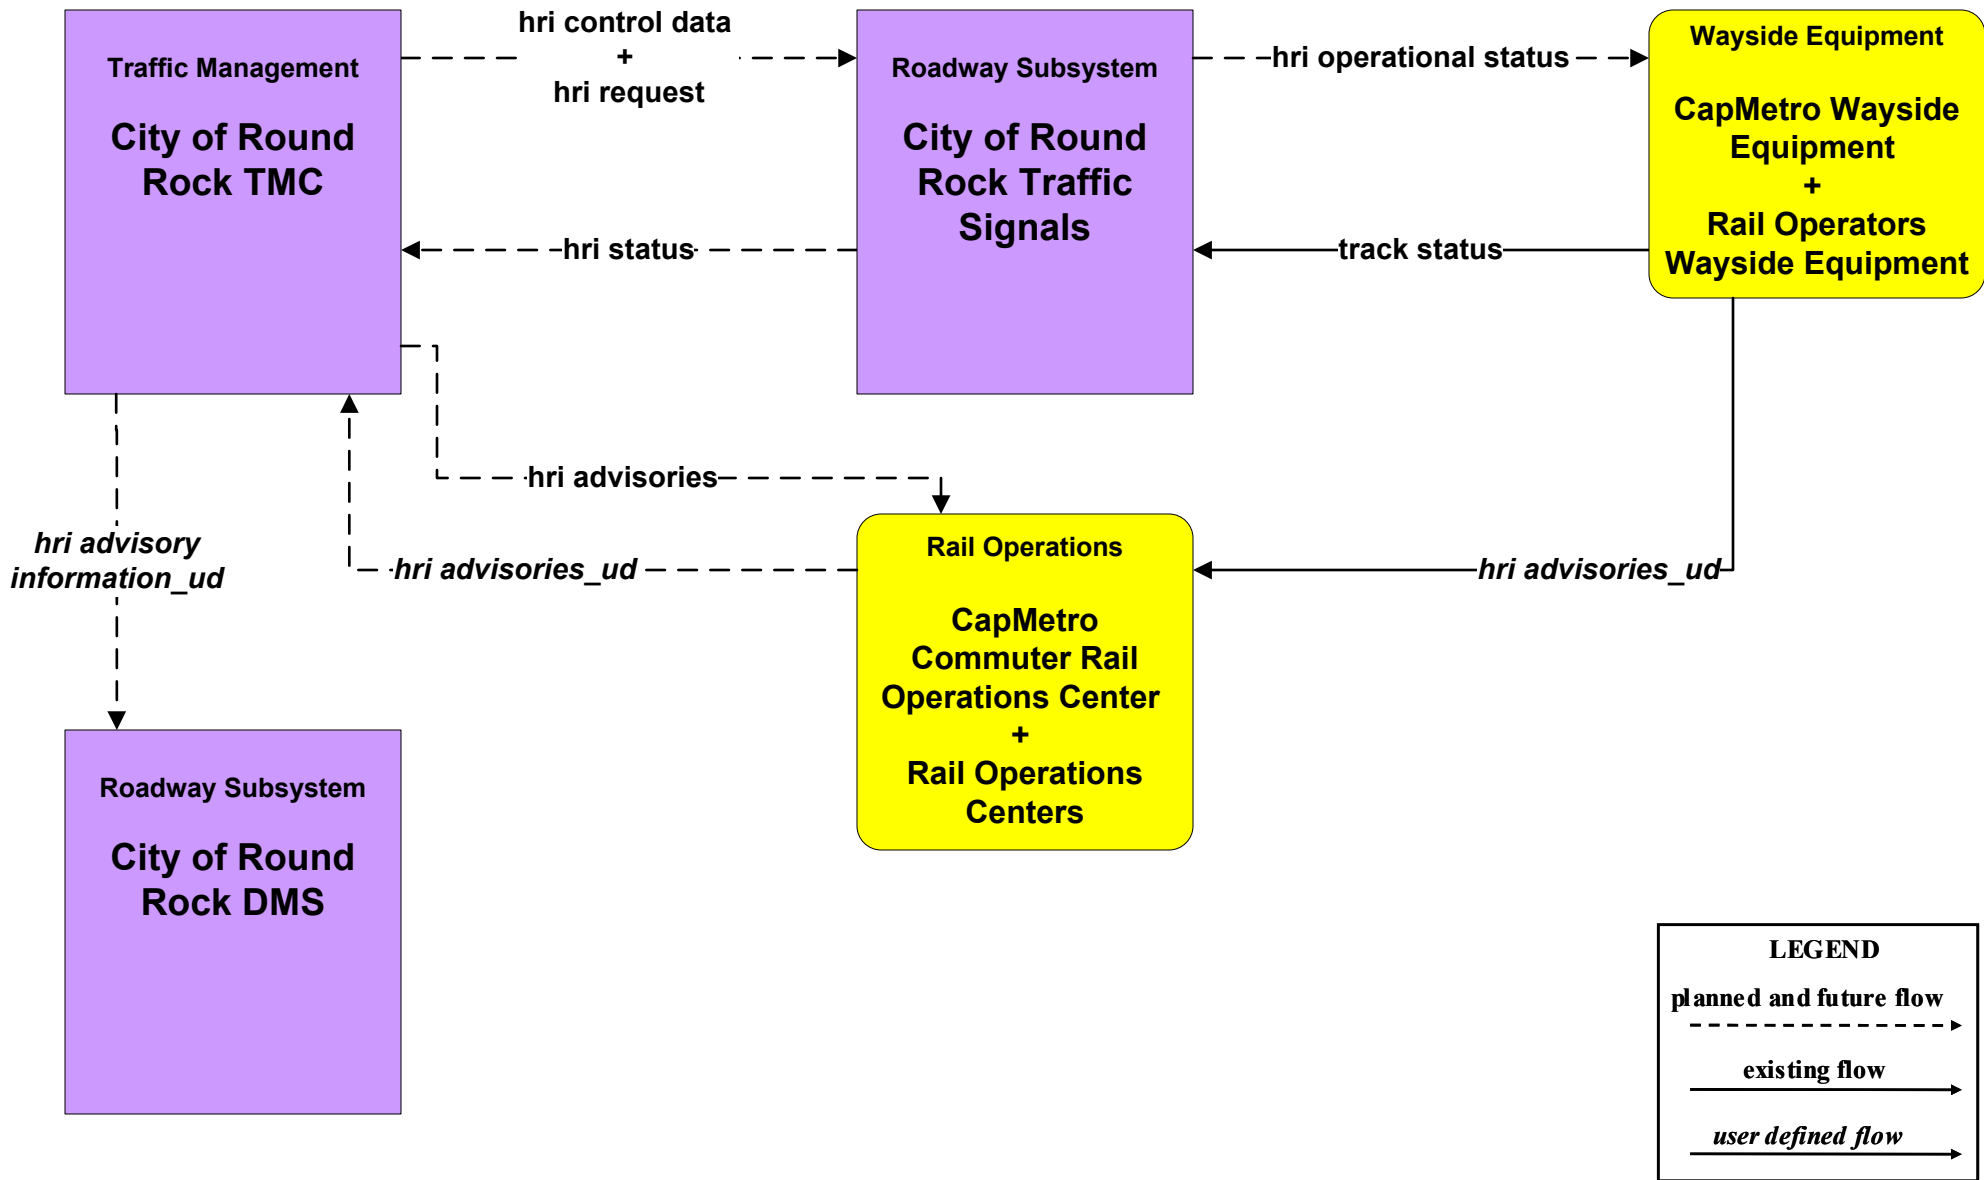 Traffic Management
City of Round
Rock TMC
hri control data
+
hri request
Roadway Subsystem
City of Round
Rock Traffic
Signals
hri operational status
Wayside Equipment
CapMetro Wayside
Equipment
+
Rail Operators
Wayside Equipment
hri status
track status
hri advisories
hri advisory
information_ud
hri advisories_ud
Rail Operations
CapMetro
Commuter Rail
Operations Center
+
Rail Operations
Centers
hri advisories_ud
Roadway Subsystem
City of Round
Rock DMS
LEGEND
planned and future flow
existing flow
user defined flow